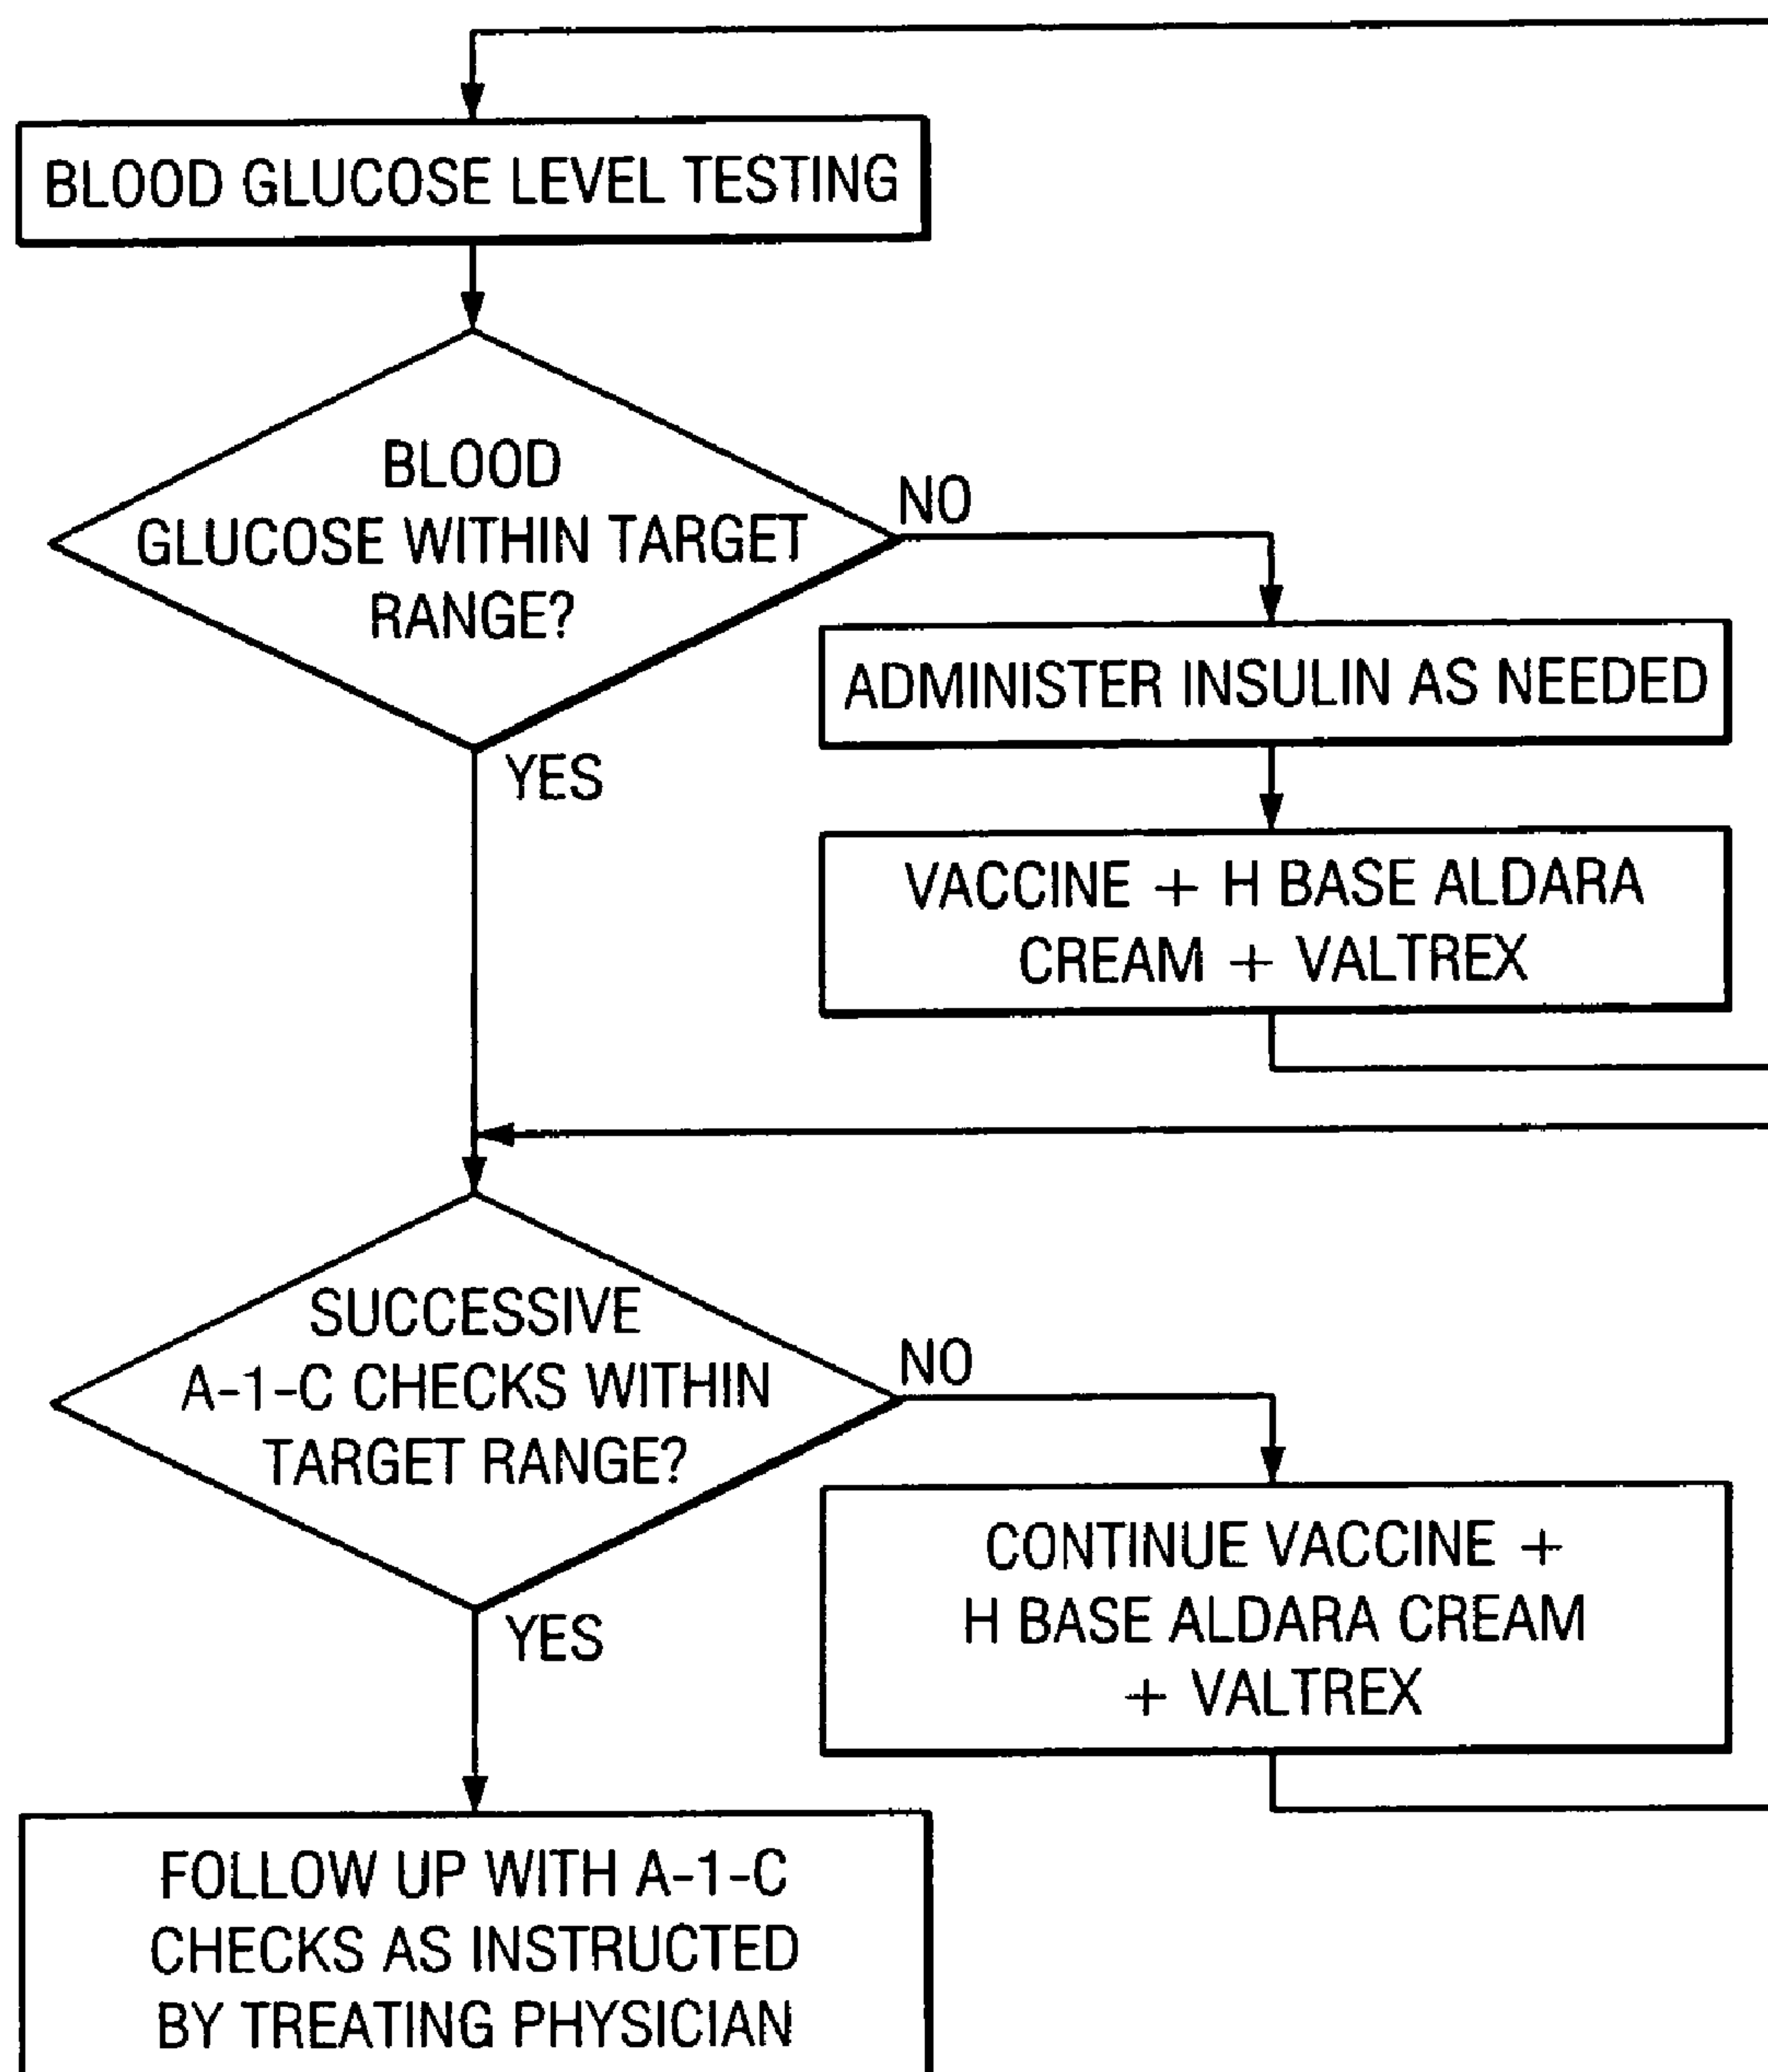 BLOOD GLUCOSE LEVEL TESTING
BLOOD
GLUCOSE WITHIN TARGET
RANGE?
NO
YES
ADMINISTER INSULIN AS NEEDED
VACCINE + H BASE ALDARA
CREAM + VALTREX
SUCCESSIVE
A-1-C CHECKS WITHIN
TARGET RANGE?
NO
YES
CONTINUE VACCINE +
H BASE ALDARA CREAM
+ VALTREX
FOLLOW UP WITH A-1-C
CHECKS AS INSTRUCTED
BY TREATING PHYSICIAN